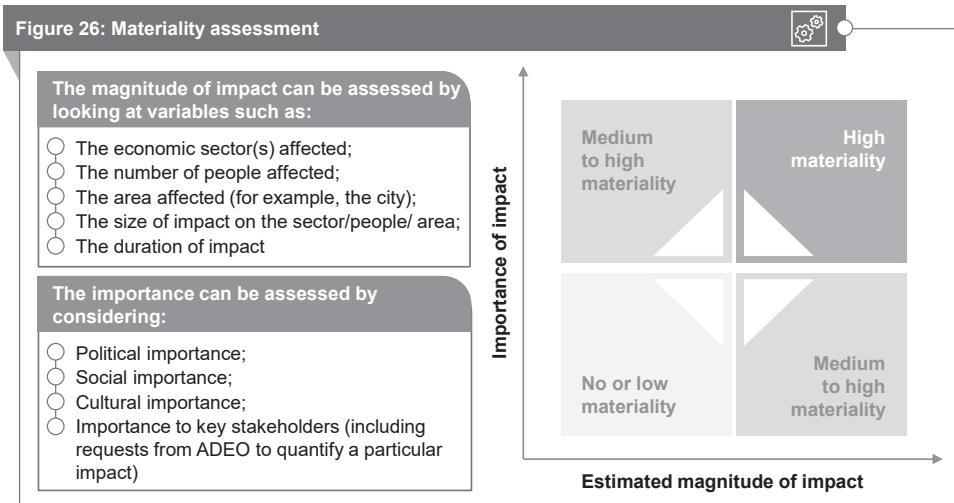 Figure 26: Materiality assessment
The magnitude of impact can be assessed by
looking at variables such as:
The economic sector(s) affected;
The number of people affected;
The area affected (for example, the city);
The size of impact on the sector/people/ area;
The duration of impact
The importance can be assessed by
considering:
Political importance;
Social importance;
Cultural importance;
Importance to key stakeholders (including
requests from ADEO to quantify a particular
impact)
Importance of impact
Medium
to high
materiality
High
materiality
No or low
materiality
Medium
to high
materiality
Estimated magnitude of impact